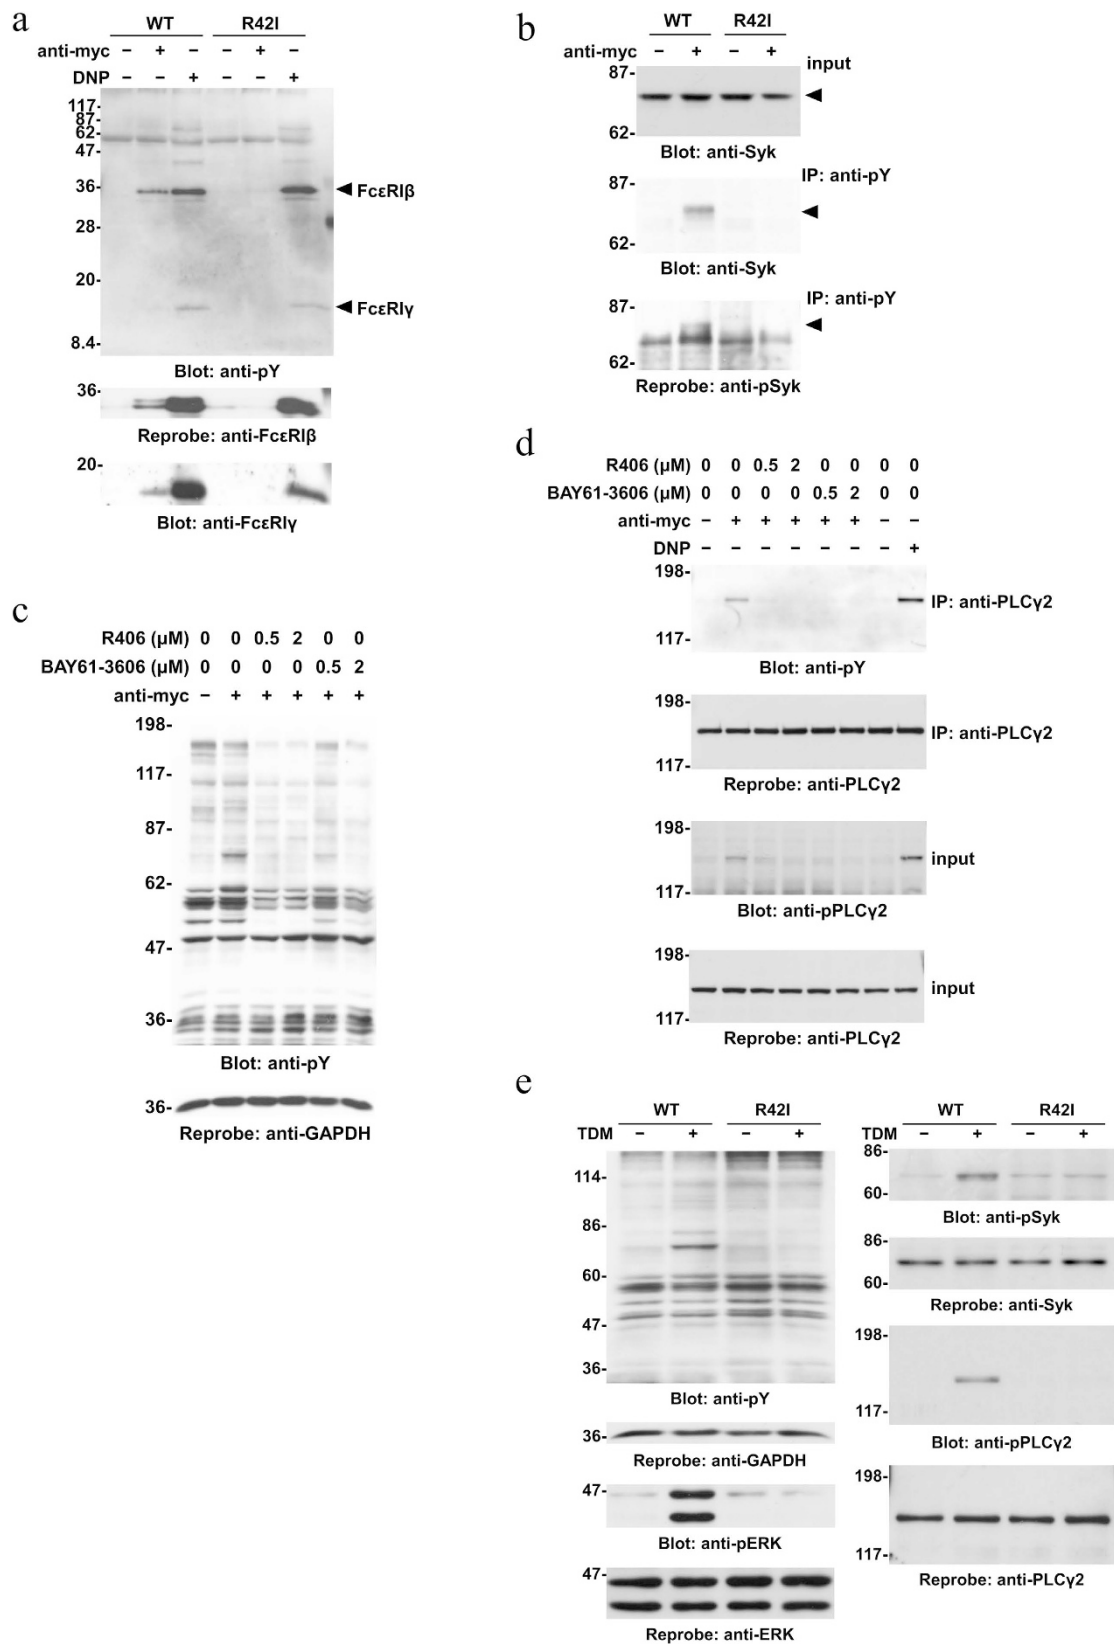 a
WT R42I
anti-myc – + – – + –
DNP – – + – – +
117-
87-
62-
47-
36-
FcεRIβ
28-
20-
FcεRIγ
8.4-
Blot: anti-pY
36-
Reprobe: anti-FcεRIβ
20-
Blot: anti-FcεRIγ
b
WT R42I
anti-myc – + – +
87-
input
62-
Blot: anti-Syk
87-
IP: anti-pY
62-
Blot: anti-Syk
87-
IP: anti-pY
62-
Reprobe: anti-pSyk
c
R406 (µM) 0 0 0.5 2 0 0
BAY61-3606 (µM) 0 0 0 0 0.5 2
anti-myc – + + + + +
198-
117-
87-
62-
47-
36-
Blot: anti-pY
36-
Reprobe: anti-GAPDH
d
R406 (µM) 0 0 0.5 2 0 0 0 0
BAY61-3606 (µM) 0 0 0 0 0.5 2 0 0
anti-myc – + + + + + – –
DNP – – – – – – – +
198-
IP: anti-PLCγ2
117-
Blot: anti-pY
198-
IP: anti-PLCγ2
117-
Reprobe: anti-PLCγ2
198-
input
117-
Blot: anti-pPLCγ2
198-
input
117-
Reprobe: anti-PLCγ2
e
WT R42I
TDM – + – +
114-
86-
60-
47-
36-
Blot: anti-pY
36-
Reprobe: anti-GAPDH
47-
Blot: anti-pERK
47-
Reprobe: anti-ERK
WT R42I
TDM – + – +
86-
60-
Blot: anti-pSyk
86-
60-
Reprobe: anti-Syk
198-
117-
Blot: anti-pPLCγ2
198-
117-
Reprobe: anti-PLCγ2